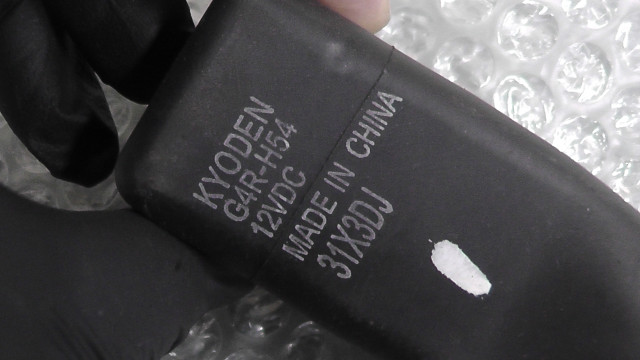 KYODEN
G4R-H54
12VDC
MADE IN CHINA
31X3DJ